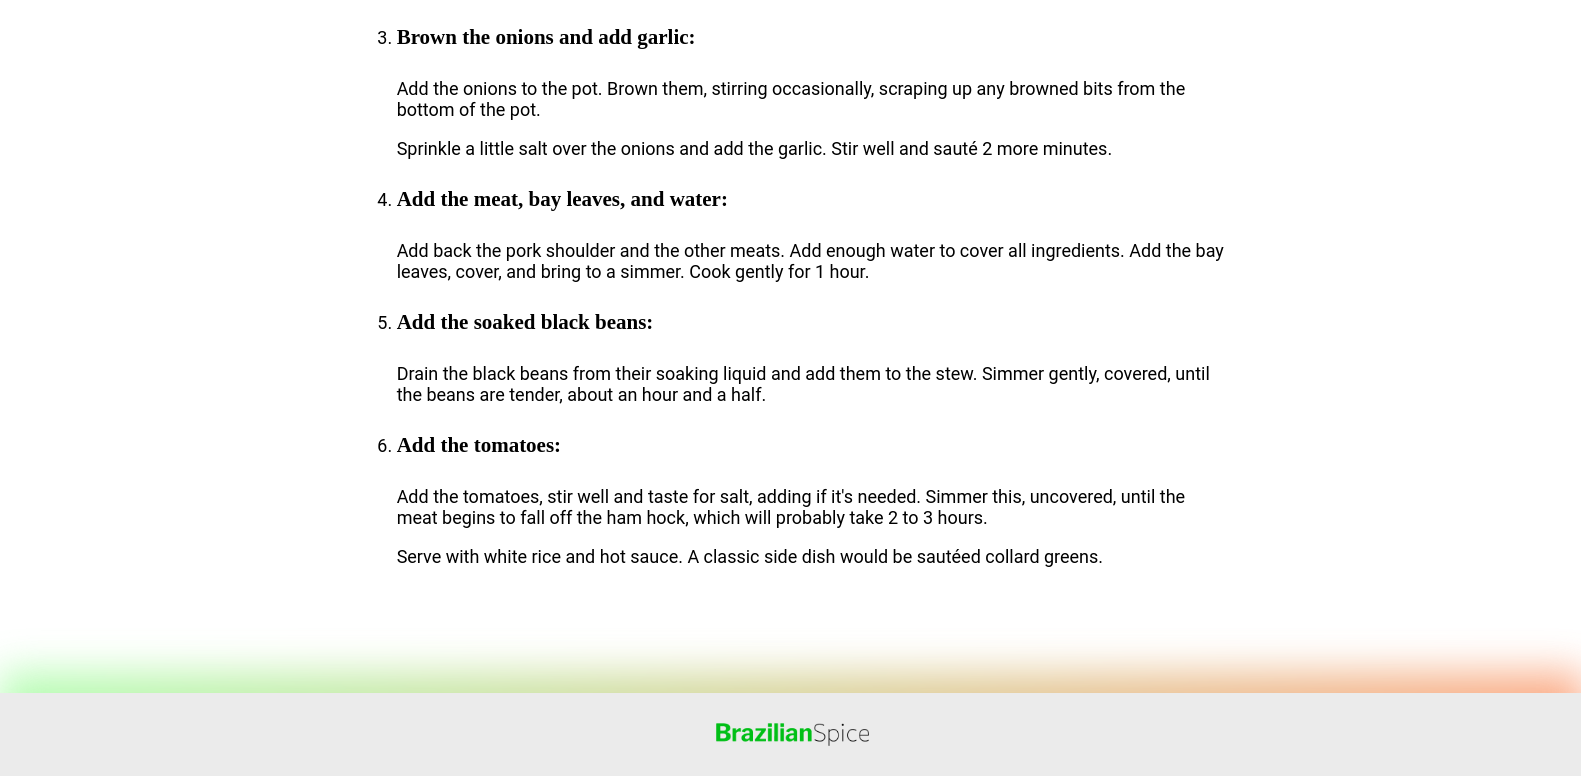 3. Brown the onions and add garlic:
Add the onions to the pot. Brown them, stirring occasionally, scraping up any browned bits from the
bottom of the pot.
Sprinkle a little salt over the onions and add the garlic. Stir well and sauté 2 more minutes.
4. Add the meat, bay leaves, and water:
Add back the pork shoulder and the other meats. Add enough water to cover all ingredients. Add the bay
leaves, cover, and bring to a simmer. Cook gently for 1 hour.
5. Add the soaked black beans:
Drain the black beans from their soaking liquid and add them to the stew. Simmer gently, covered, until
the beans are tender, about an hour and a half.
6. Add the tomatoes:
Add the tomatoes, stir well and taste for salt, adding if it's needed. Simmer this, uncovered, until the
meat begins to fall off the ham hock, which will probably take 2 to 3 hours.
Serve with white rice and hot sauce. A classic side dish would be sautéed collard greens.
BrazilianSpice